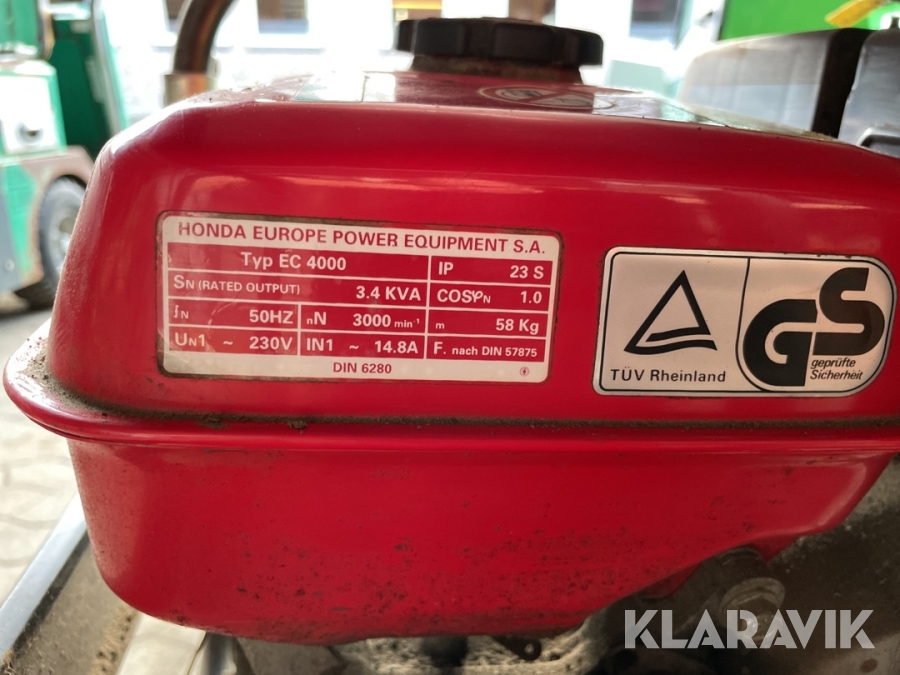 HONDA EUROPE POWER EQUIPMENT S.A.
Typ EC 4000 IP 23 S
SN (RATED OUTPUT) 3.4 KVA COSφN 1.0
fN 50HZ nN 3000 min-1 m 58 Kg
UN1 ~ 230V IN1 ~ 14.8A F. nach DIN 57875
DIN 6280
TÜV Rheinland
GS
geprüfte
Sicherheit
KLARAVIK